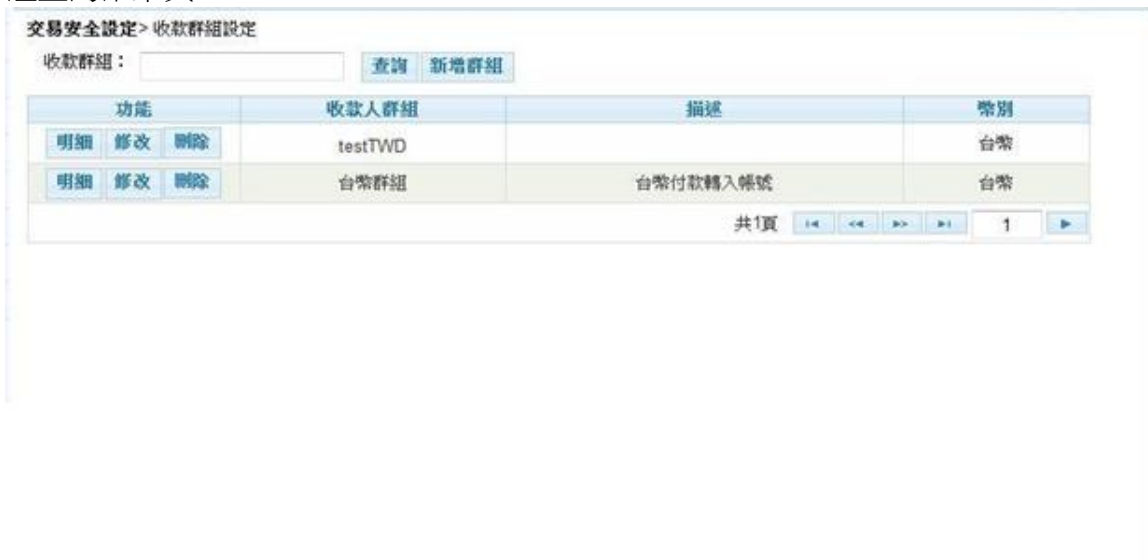 交易安全設定> 收款群組設定
收款群組：
查詢 新增群組
功能 收款人群組 描述 幣別
明細 修改 刪除 testTWD 台幣
明細 修改 刪除 台幣群組 台幣付款轉入帳號 台幣
共1頁 1